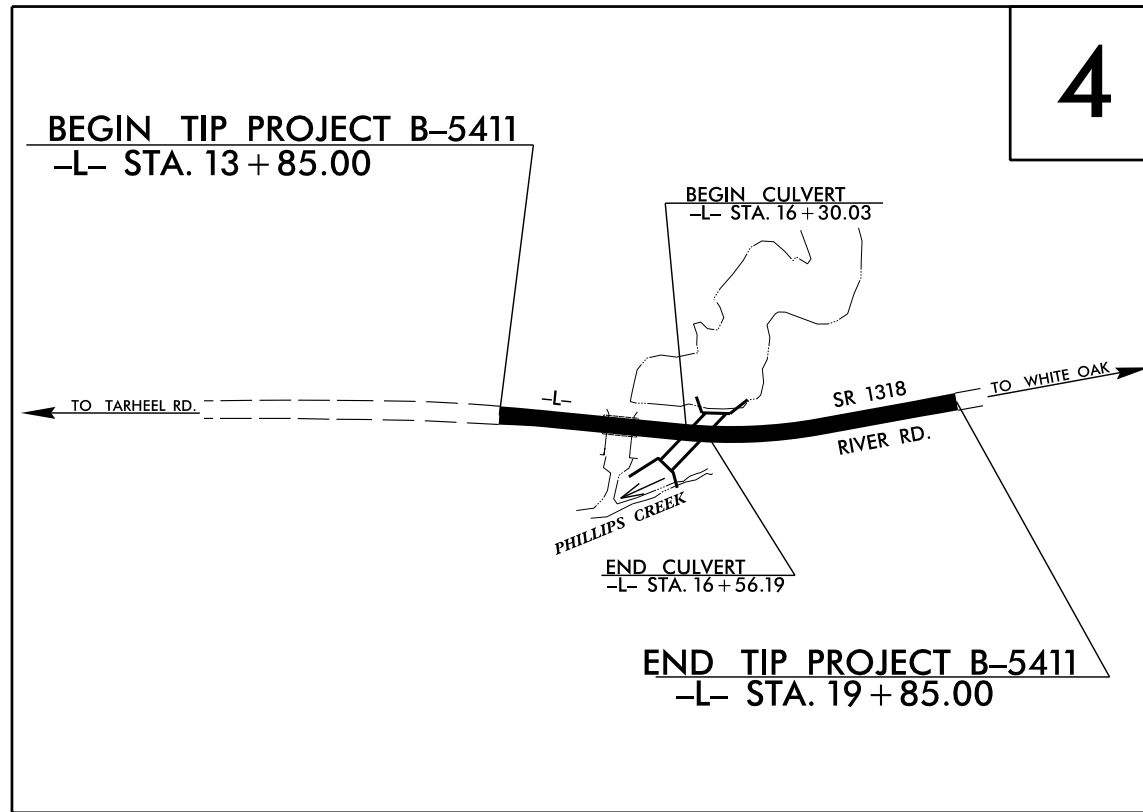 4
BEGIN TIP PROJECT B–5411
–L– STA. 13+85.00
BEGIN CULVERT
–L– STA. 16+30.03
TO TARHEEL RD.
–L–
SR 1318
TO WHITE OAK
RIVER RD.
PHILLIPS CREEK
END CULVERT
–L– STA. 16+56.19
END TIP PROJECT B–5411
–L– STA. 19+85.00